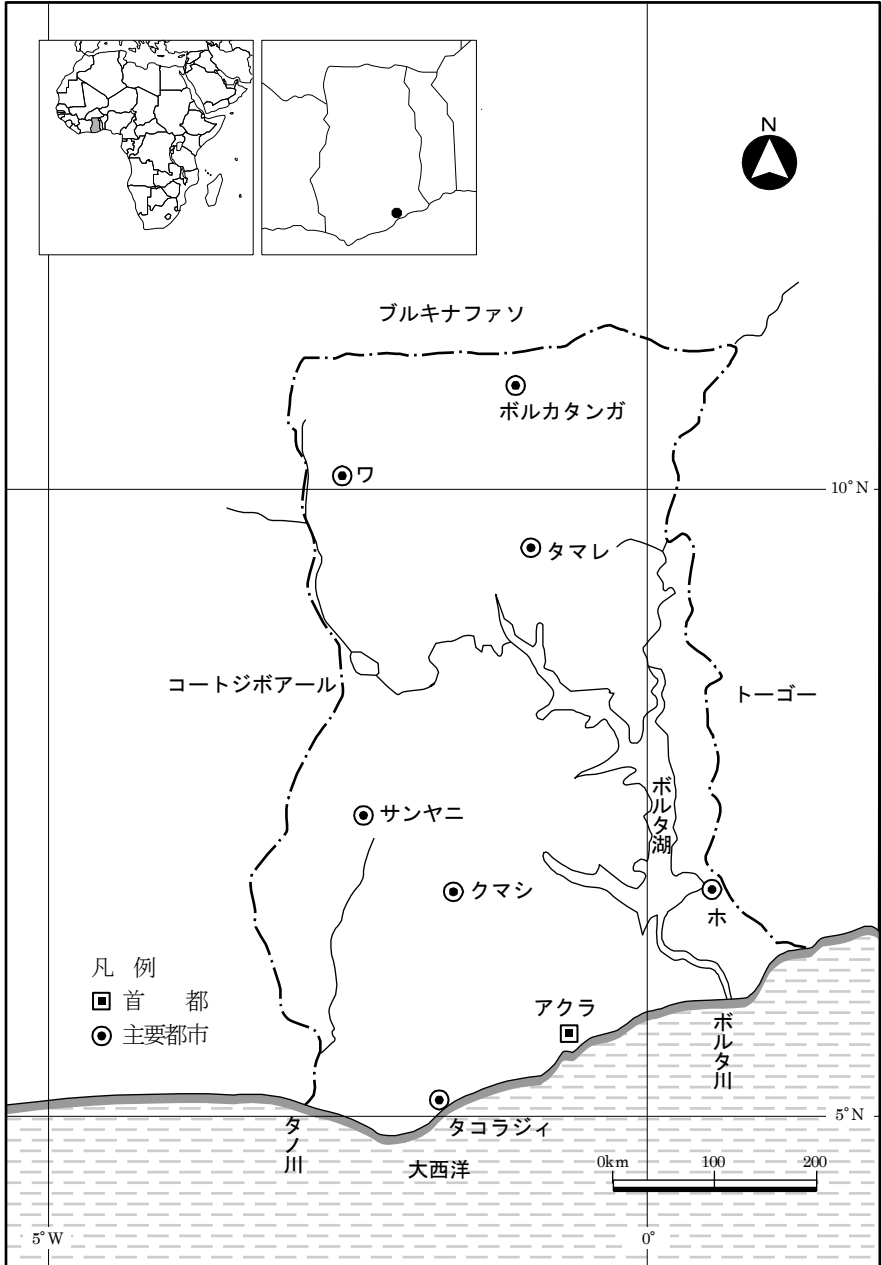 N
ブルキナファソ
ボルカタンガ
ワ
10°N
タマレ
コートジボアール
トーゴー
ボルタ湖
サンヤニ
クマシ
ホ
凡 例
首 都
主要都市
アクラ
ボルタ川
タノ川
タコラジィ
5°N
大西洋
0km 100 200
5°W
0°